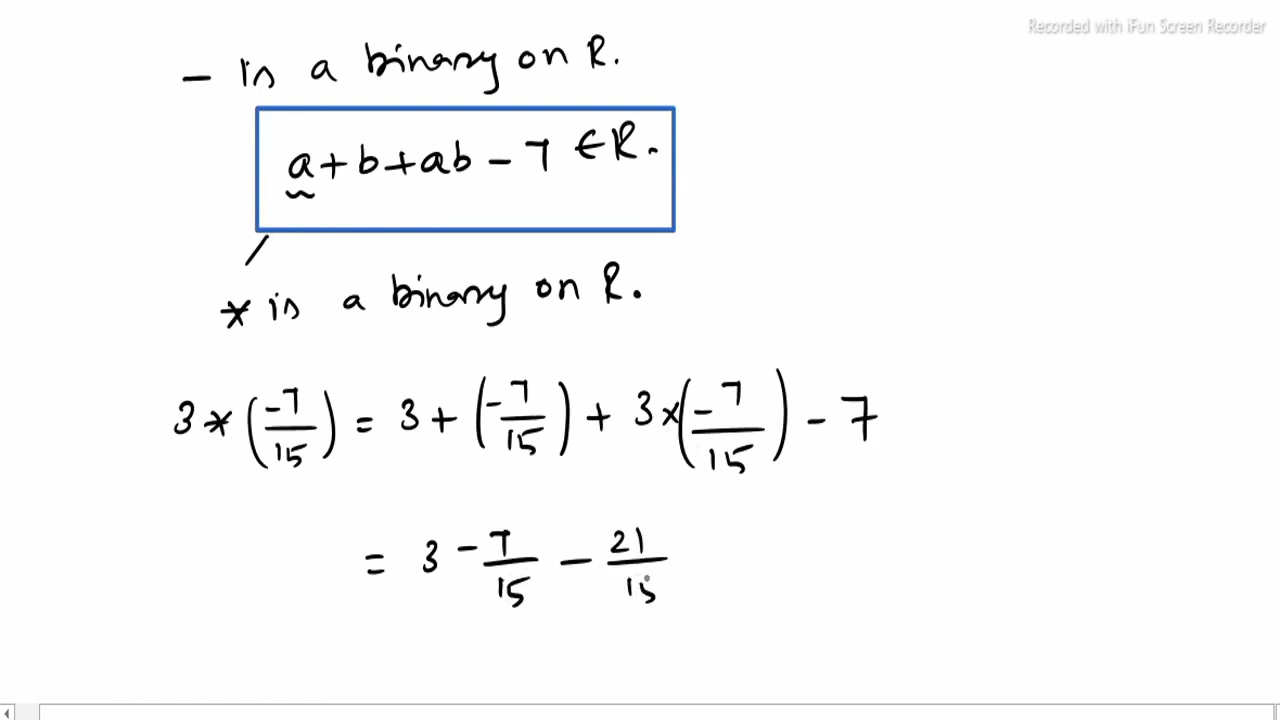 Recorded with iFun Screen Recorder
- is a binary on R.
a + b + ab - 7 ∈ R.
* is a binary on R.
3 * (-7/15) = 3 + (-7/15) + 3 × (-7/15) - 7
= 3 - 7/15 - 21/15